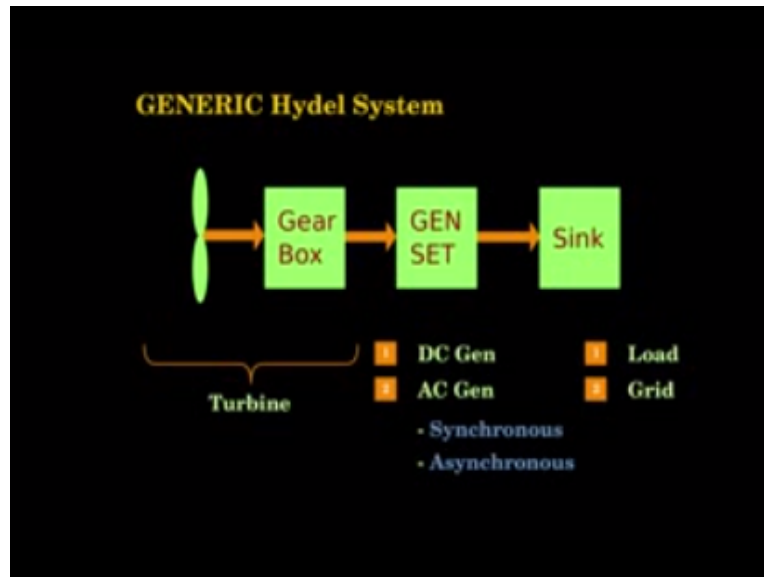 GENERIC Hydel System
Gear
Box
GEN
SET
Sink
Turbine
1 DC Gen
2 AC Gen
- Synchronous
- Asynchronous
1 Load
2 Grid